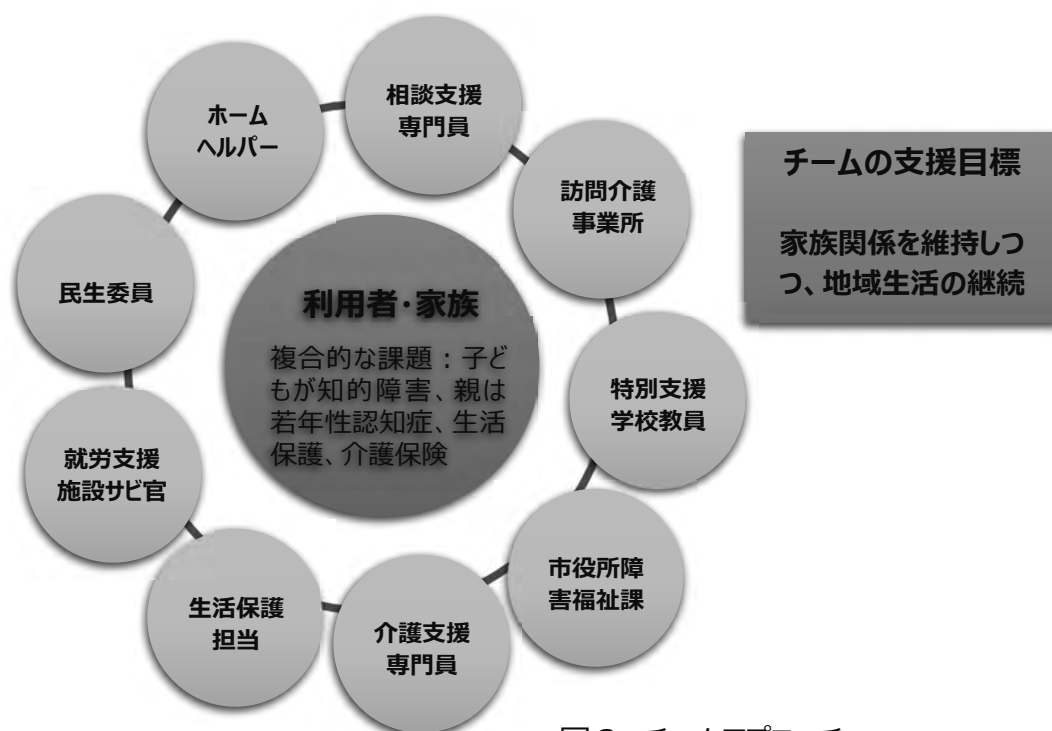 相談支援
専門員
訪問介護
事業所
特別支援
学校教員
市役所障
害福祉課
介護支援
専門員
生活保護
担当
就労支援
施設サビ官
民生委員
ホーム
ヘルパー
利用者・家族
複合的な課題：子ど
もが知的障害、親は
若年性認知症、生活
保護、介護保険
チームの支援目標
家族関係を維持しつ
つ、地域生活の継続